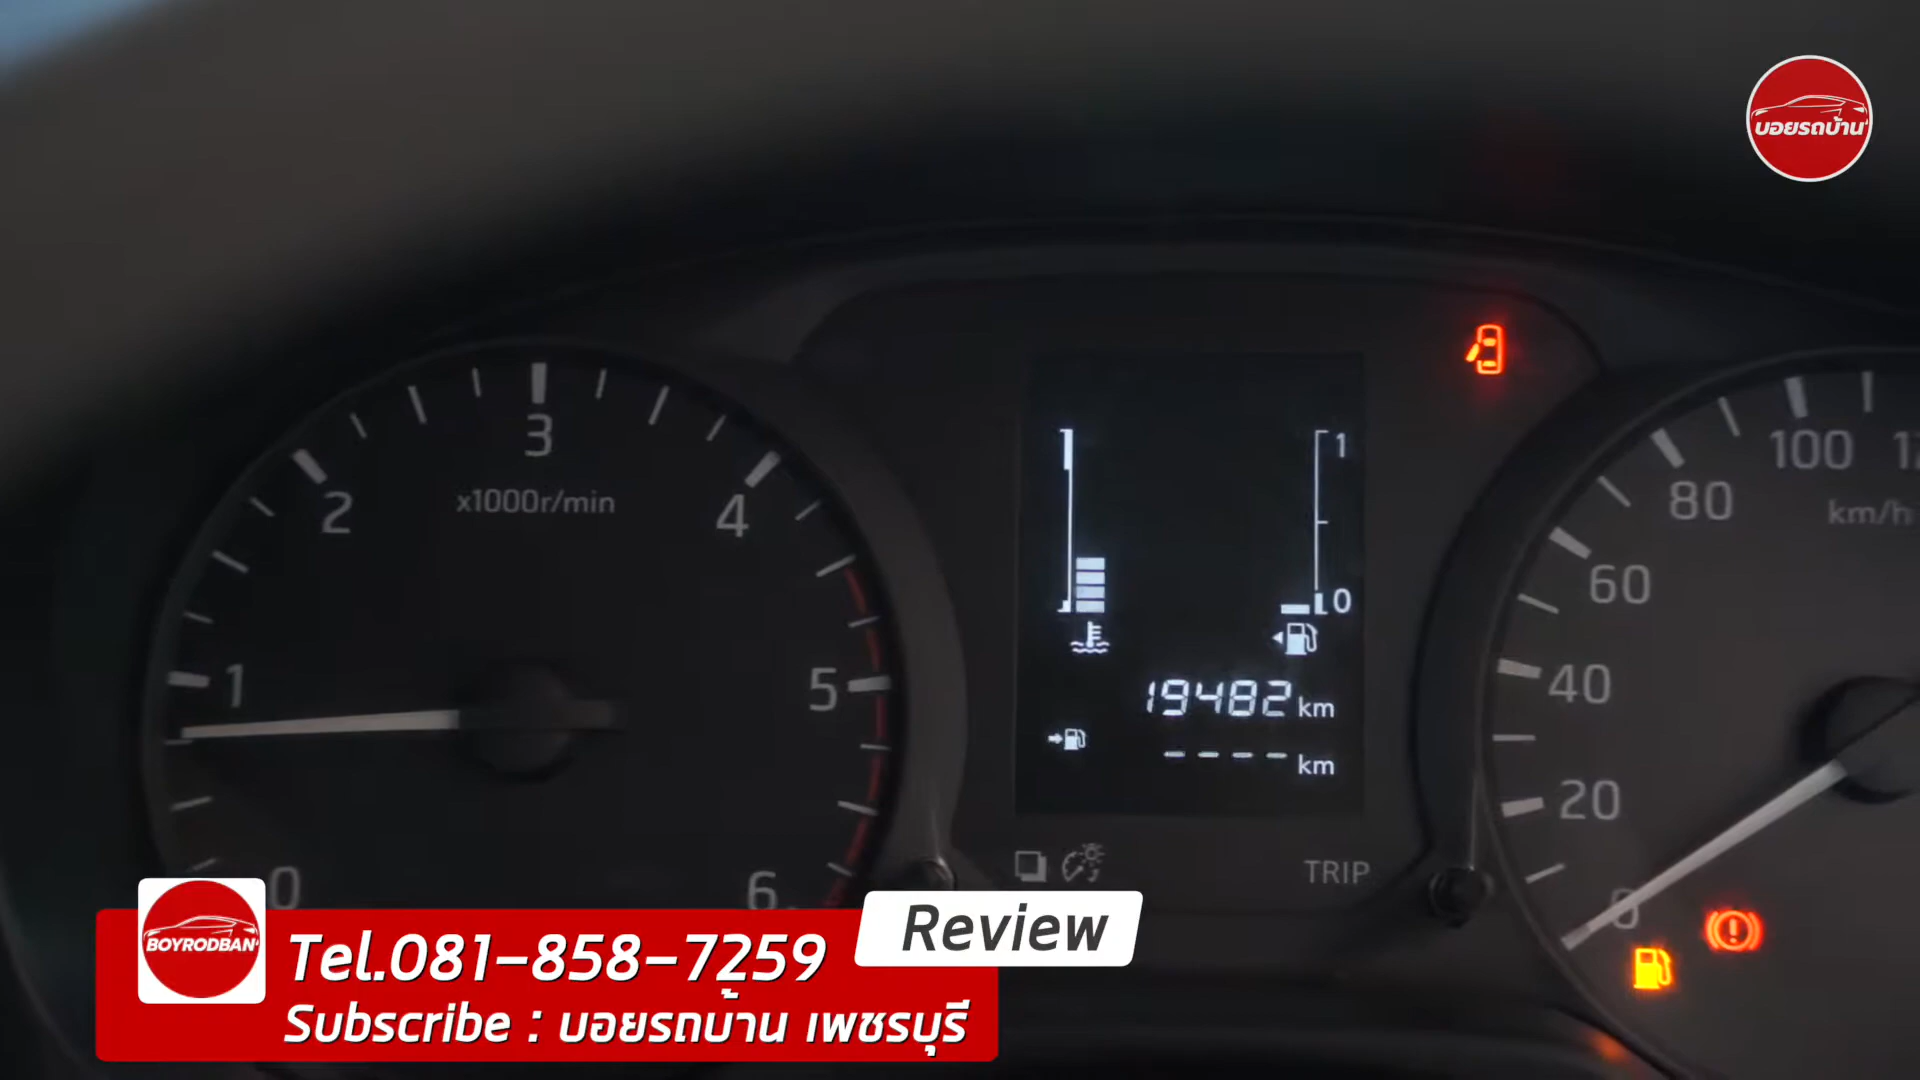 บอยรถบ้าน
3
2
x1000r/min
4
1
5
0
6
1
0
19482 km
---- km
TRIP
100
80
km/h
60
40
20
0
BOYRODBAN
Tel.081-858-7259
Review
Subscribe : บอยรถบ้าน เพชรบุรี